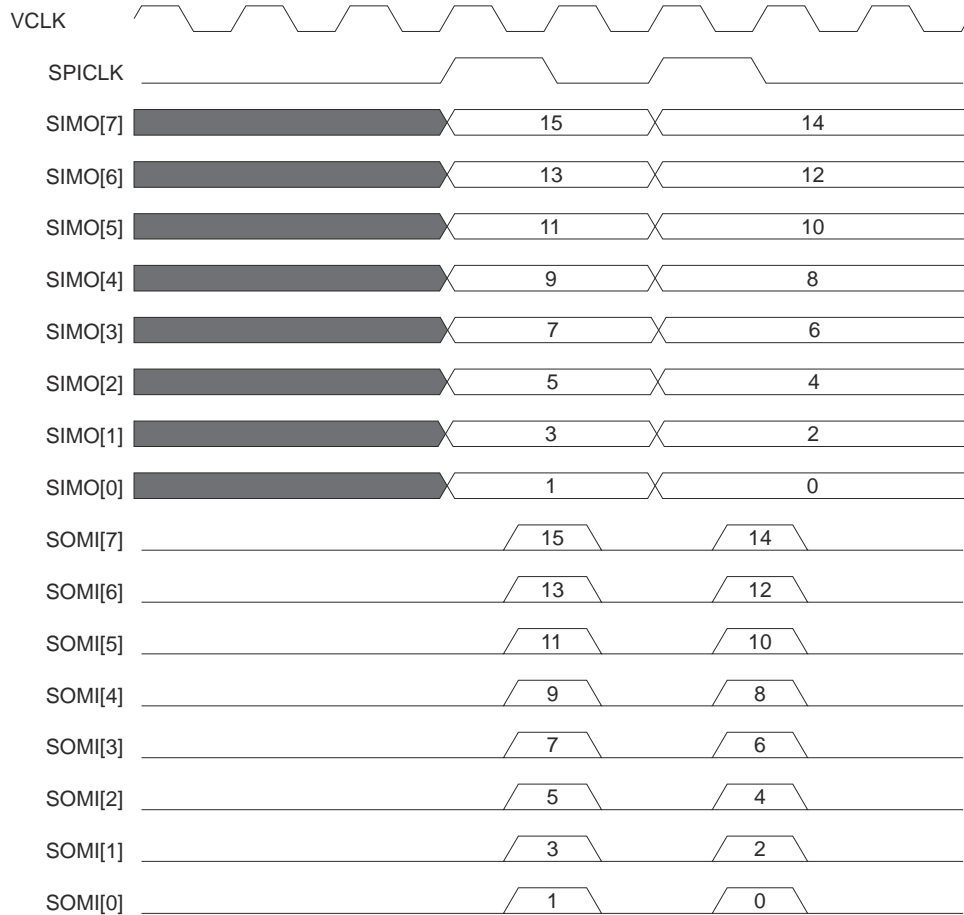 VCLK
SPICLK
SIMO[7] 15 14
SIMO[6] 13 12
SIMO[5] 11 10
SIMO[4] 9 8
SIMO[3] 7 6
SIMO[2] 5 4
SIMO[1] 3 2
SIMO[0] 1 0
SOMI[7] 15 14
SOMI[6] 13 12
SOMI[5] 11 10
SOMI[4] 9 8
SOMI[3] 7 6
SOMI[2] 5 4
SOMI[1] 3 2
SOMI[0] 1 0